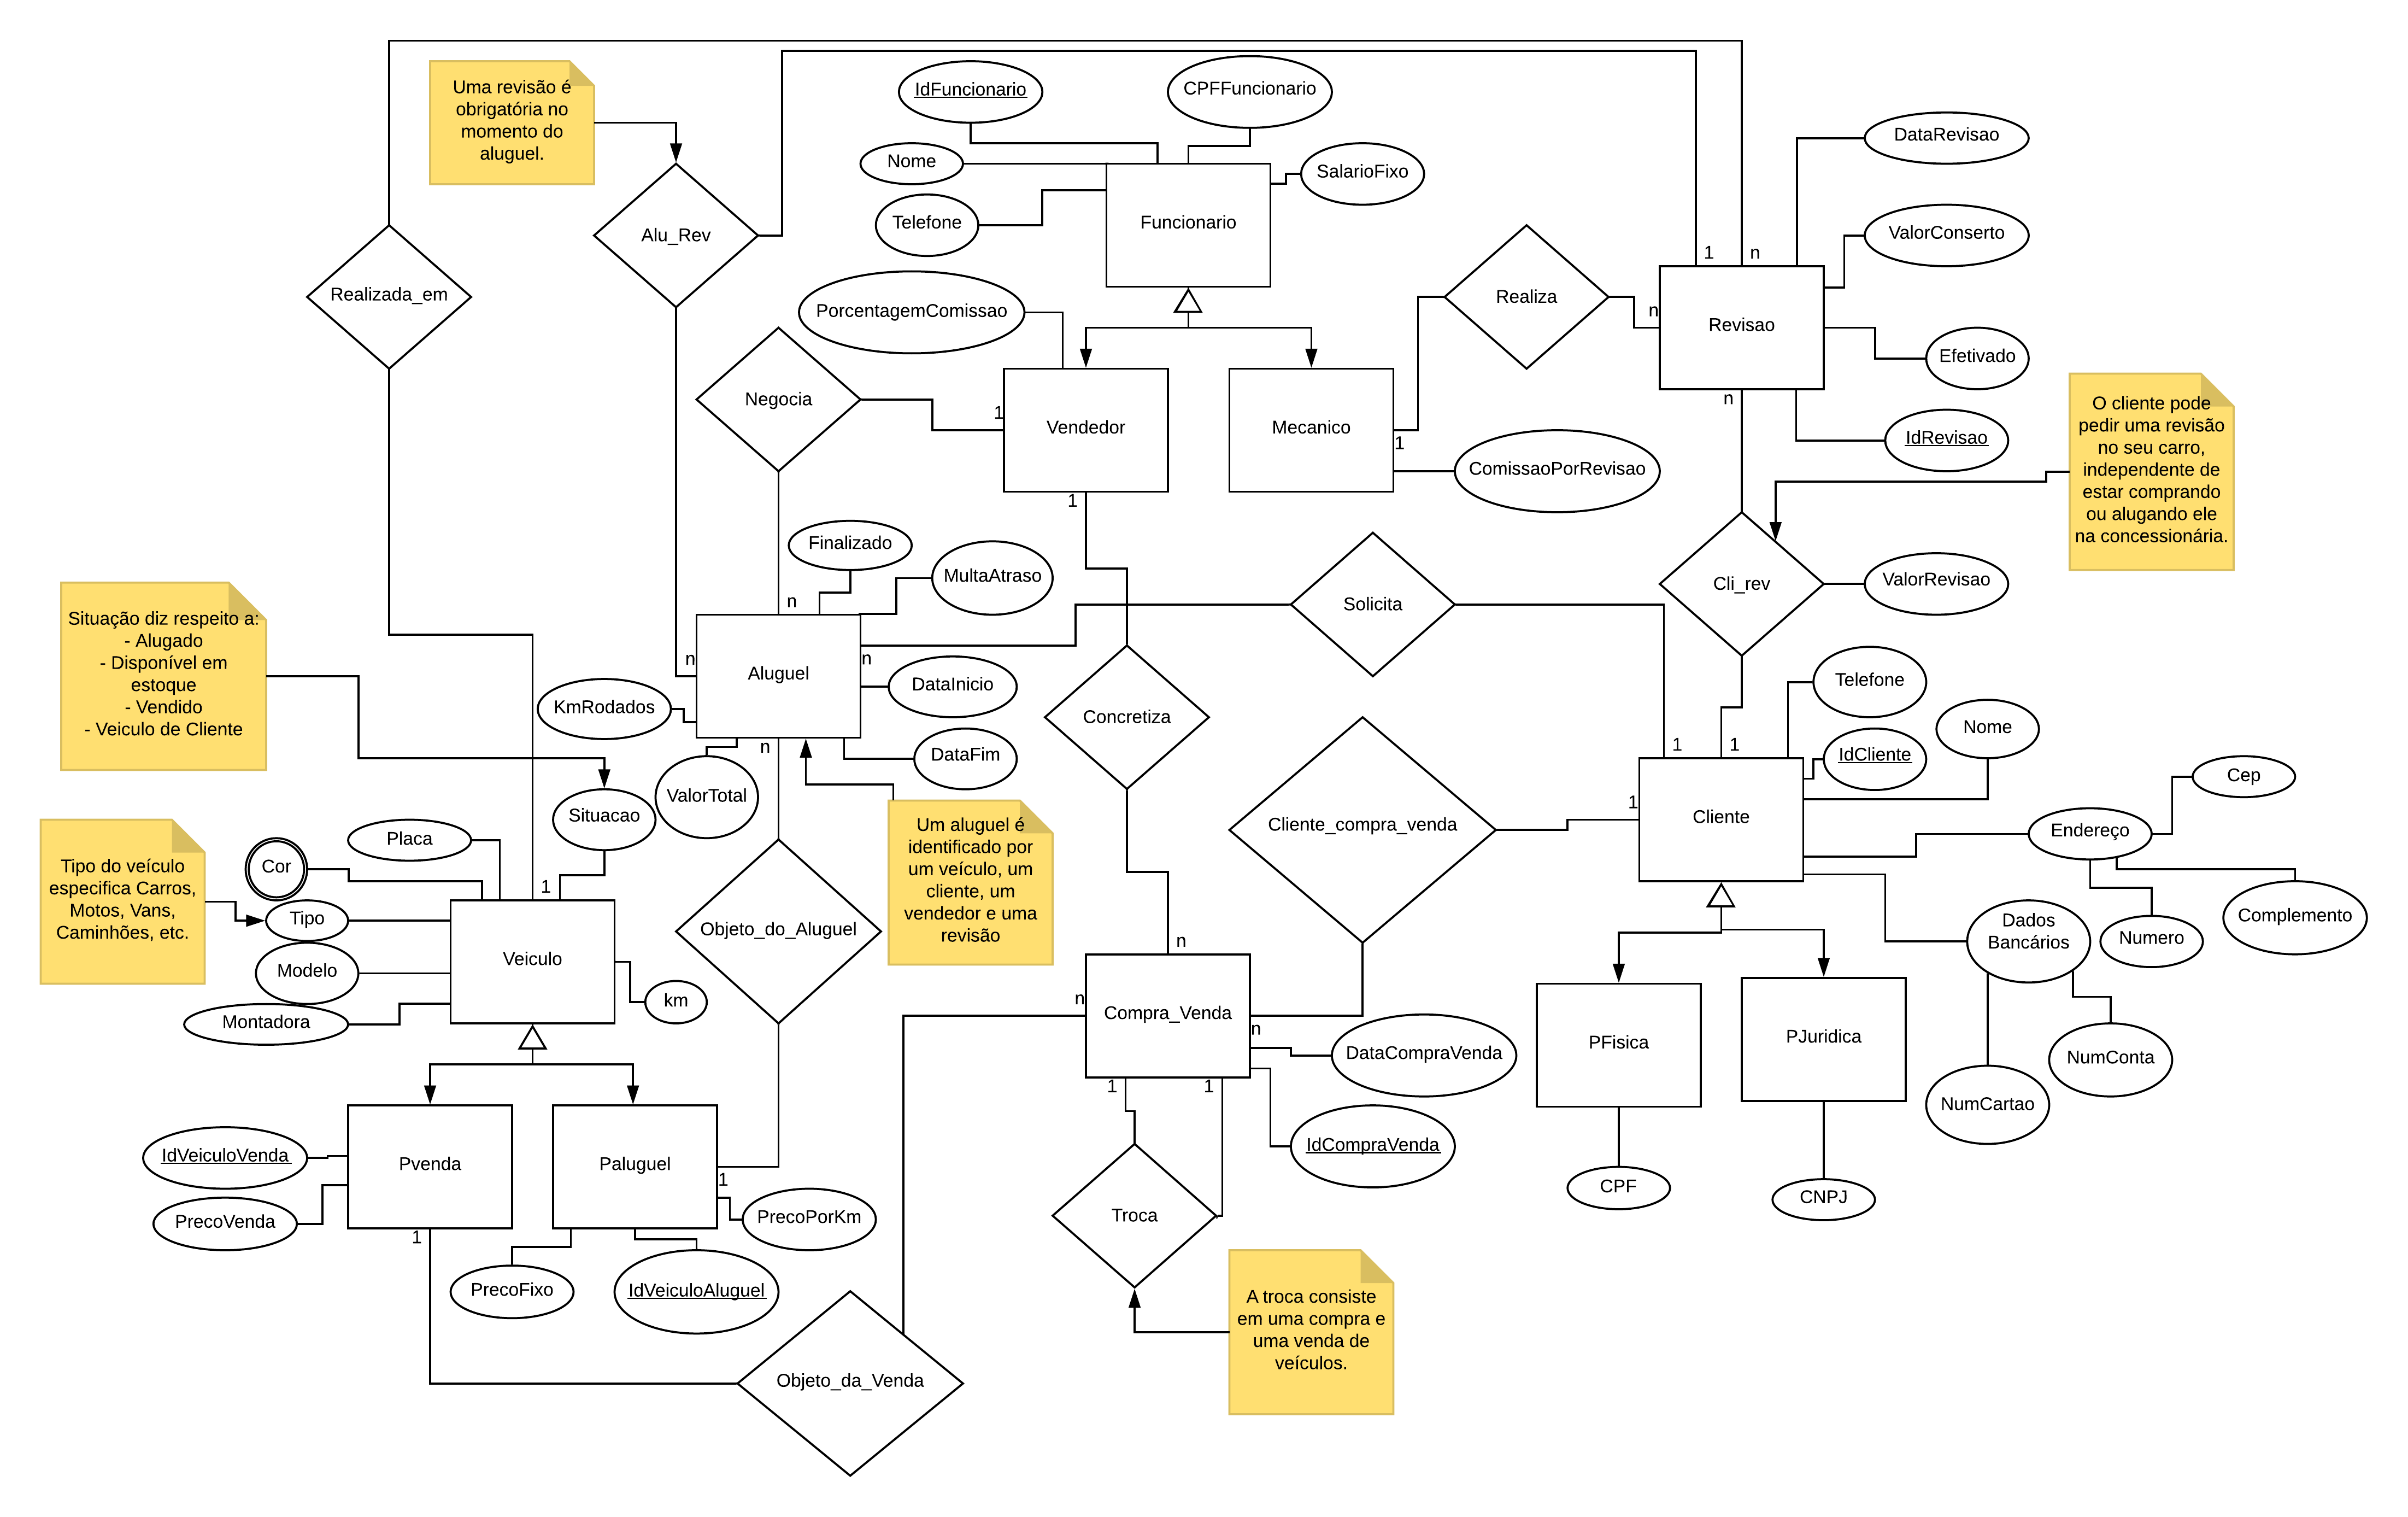 Uma revisão é
obrigatória no
momento do
aluguel.
IdFuncionario
CPFFuncionario
Nome
Telefone
SalarioFixo
Funcionario
DataRevisao
ValorConserto
Efetivado
IdRevisao
Revisao
1
n
n
n
Realizada_em
Alu_Rev
Realiza
PorcentagemComissao
Negocia
1
Vendedor
1
Mecanico
1
ComissaoPorRevisao
O cliente pode
pedir uma revisão
no seu carro,
independente de
estar comprando
ou alugando ele
na concessionária.
Finalizado
MultaAtraso
n
n
Aluguel
n
n
KmRodados
ValorTotal
DataInicio
DataFim
Solicita
Cli_rev
ValorRevisao
Situação diz respeito a:
- Alugado
- Disponível em
estoque
- Vendido
- Veiculo de Cliente
Concretiza
Cliente_compra_venda
1
1
1
Cliente
Telefone
IdCliente
Nome
Endereço
Cep
Numero
Complemento
Dados
Bancários
NumCartao
NumConta
Situacao
Um aluguel é
identificado por
um veículo, um
cliente, um
vendedor e uma
revisão
Tipo do veículo
especifica Carros,
Motos, Vans,
Caminhões, etc.
Placa
Cor
Tipo
Modelo
Montadora
1
Veiculo
km
Objeto_do_Aluguel
n
n
Compra_Venda
n
1
1
DataCompraVenda
IdCompraVenda
PFisica
PJuridica
CPF
CNPJ
IdVeiculoVenda
PrecoVenda
Pvenda
1
Paluguel
1
PrecoPorKm
PrecoFixo
IdVeiculoAluguel
Troca
A troca consiste
em uma compra e
uma venda de
veículos.
Objeto_da_Venda